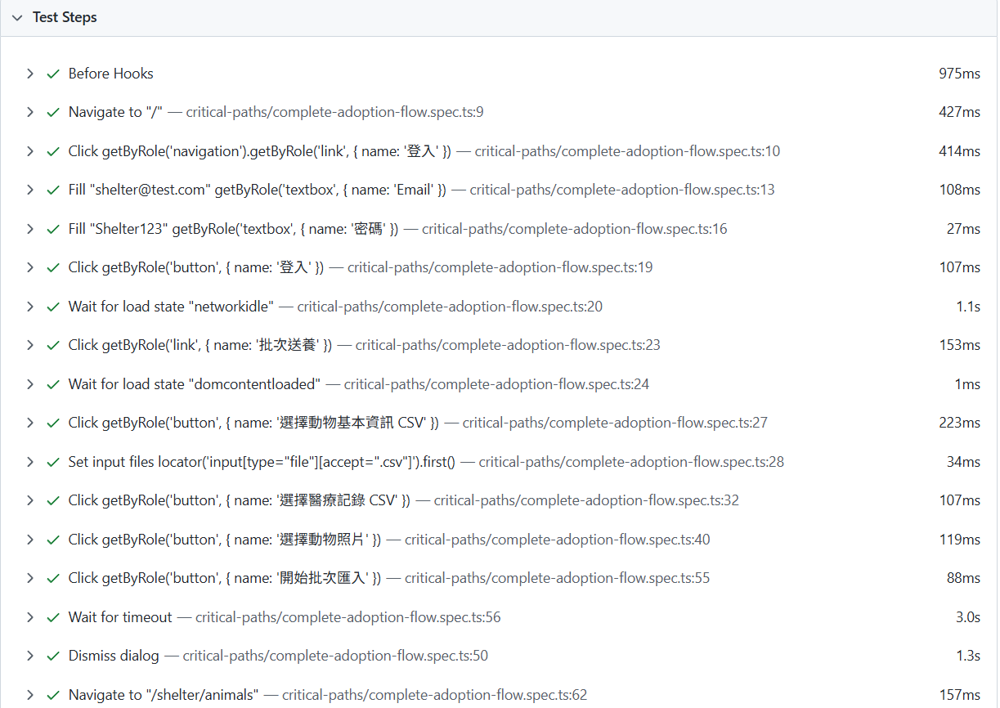 Test Steps
Before Hooks 975ms
Navigate to "/" — critical-paths/complete-adoption-flow.spec.ts:9 427ms
Click getByRole('navigation').getByRole('link', { name: '登入' }) — critical-paths/complete-adoption-flow.spec.ts:10 414ms
Fill "shelter@test.com" getByRole('textbox', { name: 'Email' }) — critical-paths/complete-adoption-flow.spec.ts:13 108ms
Fill "Shelter123" getByRole('textbox', { name: '密碼' }) — critical-paths/complete-adoption-flow.spec.ts:16 27ms
Click getByRole('button', { name: '登入' }) — critical-paths/complete-adoption-flow.spec.ts:19 107ms
Wait for load state "networkidle" — critical-paths/complete-adoption-flow.spec.ts:20 1.1s
Click getByRole('link', { name: '批次送養' }) — critical-paths/complete-adoption-flow.spec.ts:23 153ms
Wait for load state "domcontentloaded" — critical-paths/complete-adoption-flow.spec.ts:24 1ms
Click getByRole('button', { name: '選擇動物基本資訊 CSV' }) — critical-paths/complete-adoption-flow.spec.ts:27 223ms
Set input files locator('input[type="file"][accept=".csv"]').first() — critical-paths/complete-adoption-flow.spec.ts:28 34ms
Click getByRole('button', { name: '選擇醫療記錄 CSV' }) — critical-paths/complete-adoption-flow.spec.ts:32 107ms
Click getByRole('button', { name: '選擇動物照片' }) — critical-paths/complete-adoption-flow.spec.ts:40 119ms
Click getByRole('button', { name: '開始批次匯入' }) — critical-paths/complete-adoption-flow.spec.ts:55 88ms
Wait for timeout — critical-paths/complete-adoption-flow.spec.ts:56 3.0s
Dismiss dialog — critical-paths/complete-adoption-flow.spec.ts:50 1.3s
Navigate to "/shelter/animals" — critical-paths/complete-adoption-flow.spec.ts:62 157ms